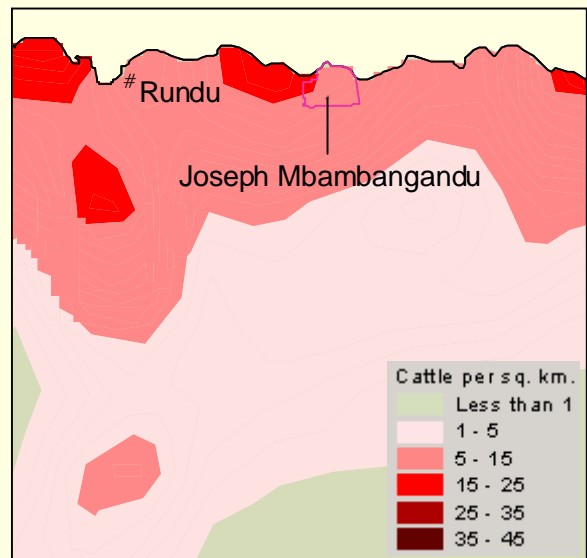 # Rundu
Joseph Mbambangandu
Cattle per sq. km.
Less than 1
1 - 5
5 - 15
15 - 25
25 - 35
35 - 45